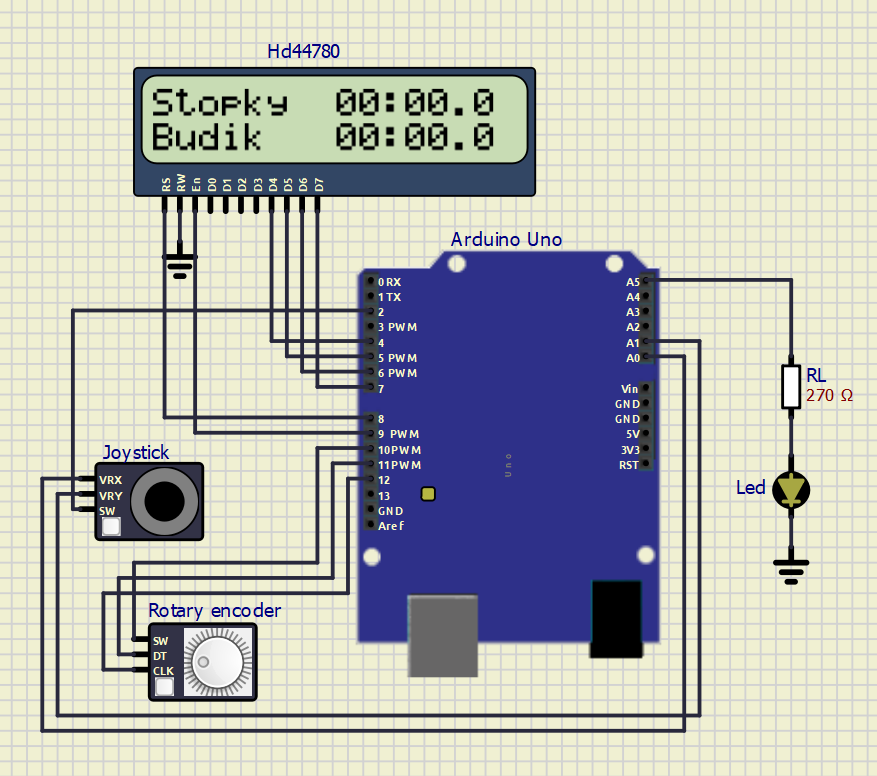 Hd44780
Stopky 00:00.0
Budik 00:00.0
RS RW En D0 D1 D2 D3 D4 D5 D6 D7
Arduino Uno
0 RX
1 TX
2
3 PWM
4
5 PWM
6 PWM
7
8
9 PWM
10PWM
11PWM
12
13
GND
Aref
A5
A4
A3
A2
A1
A0
Vin
GND
GND
5V
3V3
RST
Uno
RL
270 Ω
Led
Joystick
VRX
VRY
SW
Rotary encoder
SW
DT
CLK